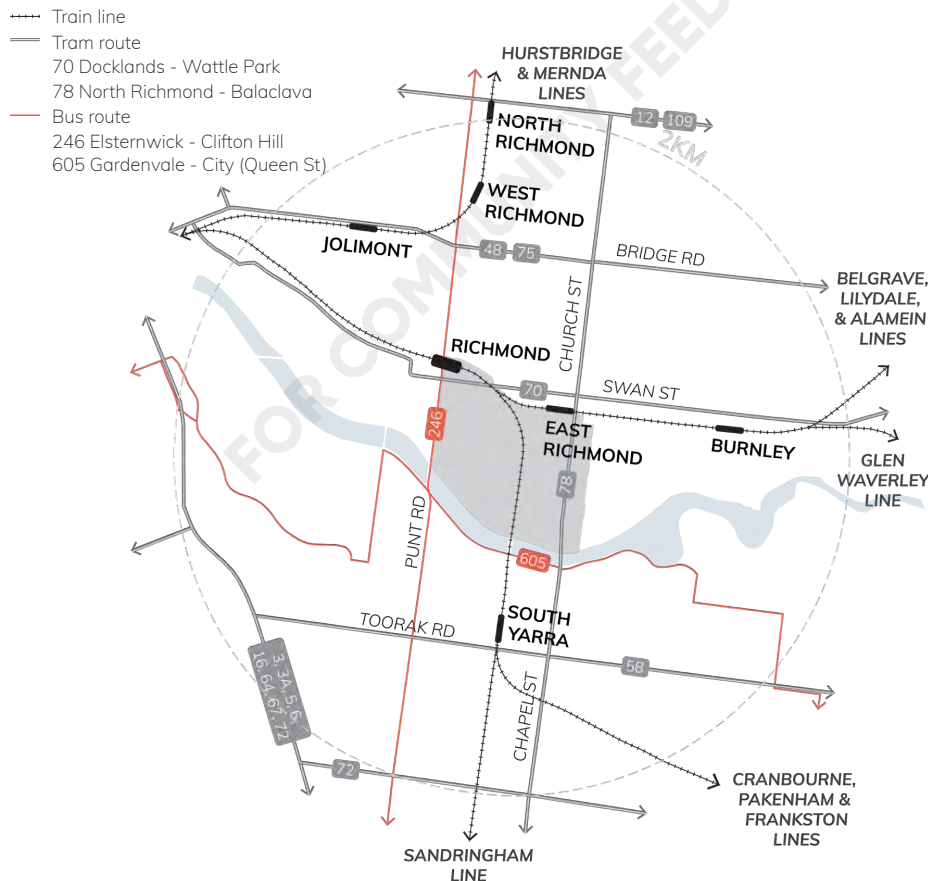 Train line
Tram route
70 Docklands - Wattle Park
78 North Richmond - Balaclava
Bus route
246 Elsternwick - Clifton Hill
605 Gardenvale - City (Queen St)
HURSTBRIDGE
& MERNDA
LINES
12
109
2KM
NORTH
RICHMOND
WEST
RICHMOND
JOLIMONT
48
75
BRIDGE RD
BELGRAVE,
LILYDALE,
& ALAMEIN
LINES
CHURCH ST
RICHMOND
70
SWAN ST
246
EAST
RICHMOND
BURNLEY
GLEN
WAVERLEY
LINE
78
PUNT RD
605
SOUTH
YARRA
TOORAK RD
58
3, 3A, 5, 6,
16, 64, 67, 72
CHAPEL ST
72
CRANBOURNE,
PAKENHAM &
FRANKSTON
LINES
SANDRINGHAM
LINE
FOR COMMUNITY FEED